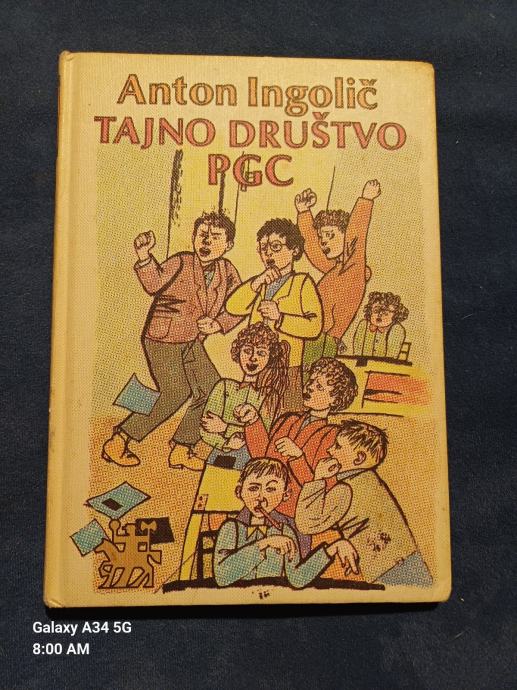 Anton Ingolič
TAJNO DRUŠTVO
PGC
Galaxy A34 5G
8:00 AM